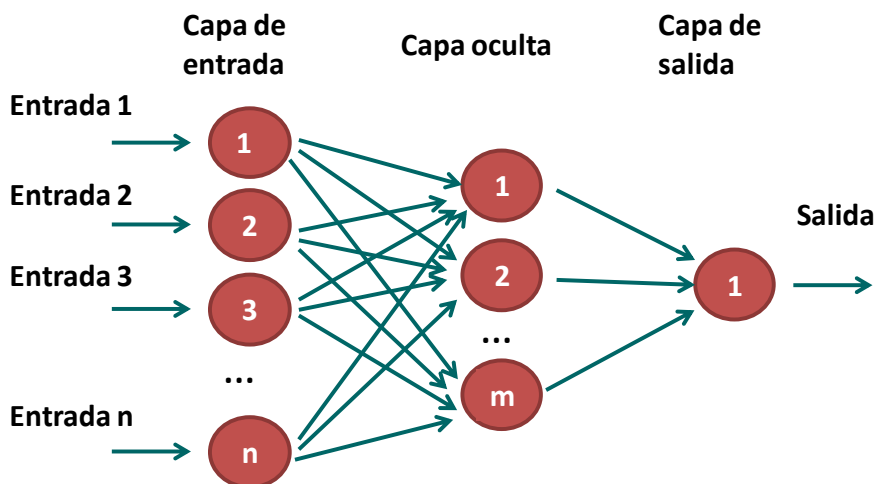 Capa de
entrada
Capa oculta
Capa de
salida
Entrada 1
1
Entrada 2
2
Entrada 3
3
...
Entrada n
n
1
2
...
m
1
Salida